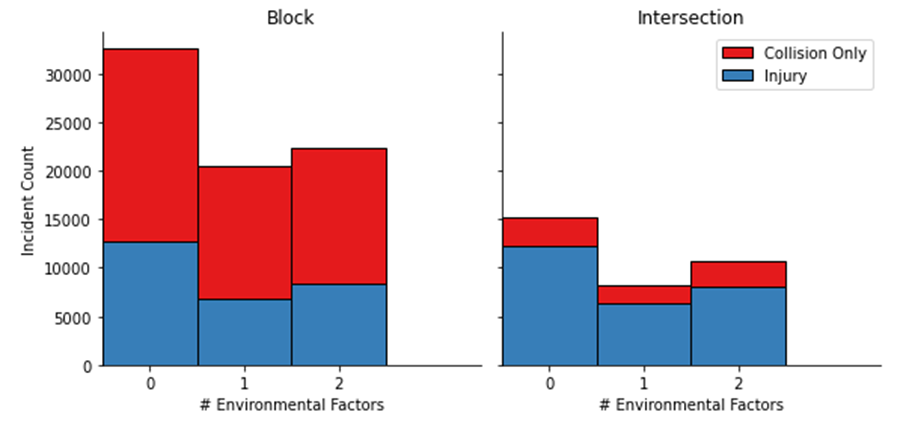 Block
Intersection
Collision Only
Injury
Incident Count
30000
25000
20000
15000
10000
5000
0
0 1 2
0 1 2
# Environmental Factors
# Environmental Factors